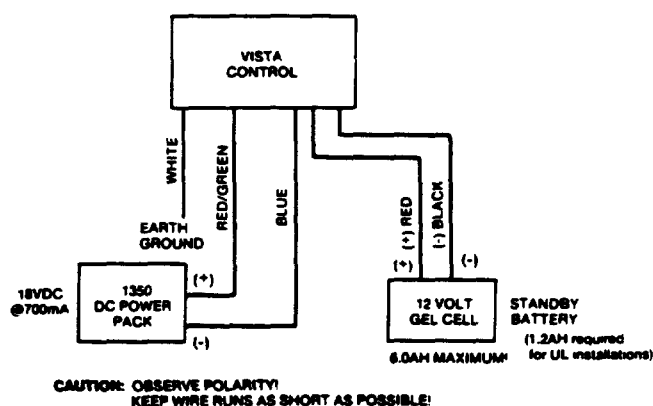 VISTA
CONTROL
WHITE
RED/GREEN
BLUE
(+) RED
(-) BLACK
EARTH
GROUND
(+)
(-)
18VDC
@700mA
1350
DC POWER
PACK
(+)
(-)
12 VOLT
GEL CELL
STANDBY
BATTERY
(1.2AH required
for UL installations)
6.0AH MAXIMUM
CAUTION: OBSERVE POLARITY!
KEEP WIRE RUNS AS SHORT AS POSSIBLE!